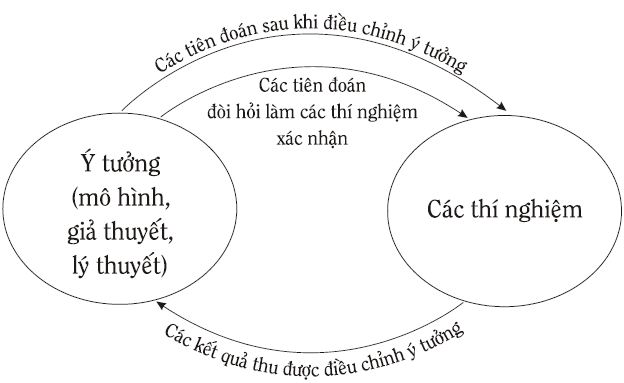 Các tiên đoán sau khi điều chỉnh ý tưởng
Các tiên đoán
đòi hỏi làm các thí nghiệm
xác nhận
Ý tưởng
(mô hình,
giả thuyết,
lý thuyết)
Các thí nghiệm
Các kết quả thu được điều chỉnh ý tưởng